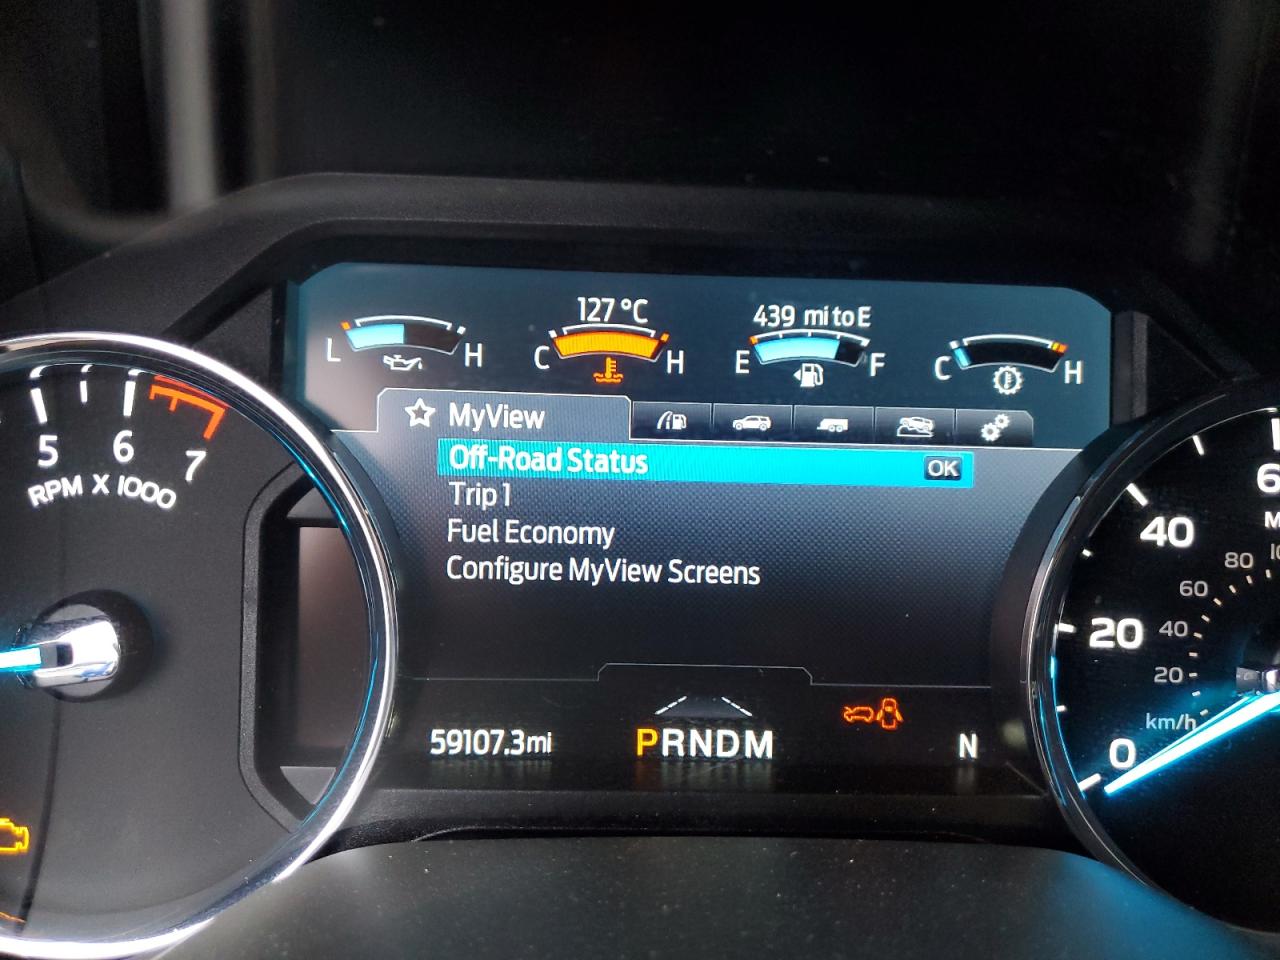 127 °C
439 mi to E
L H
C H
E F
C H
MyView
Off-Road Status OK
Trip 1
Fuel Economy
Configure MyView Screens
59107.3mi
PRNDM
N
5 6 7
RPM X 1000
40
20
0
80
60
40
20
km/h